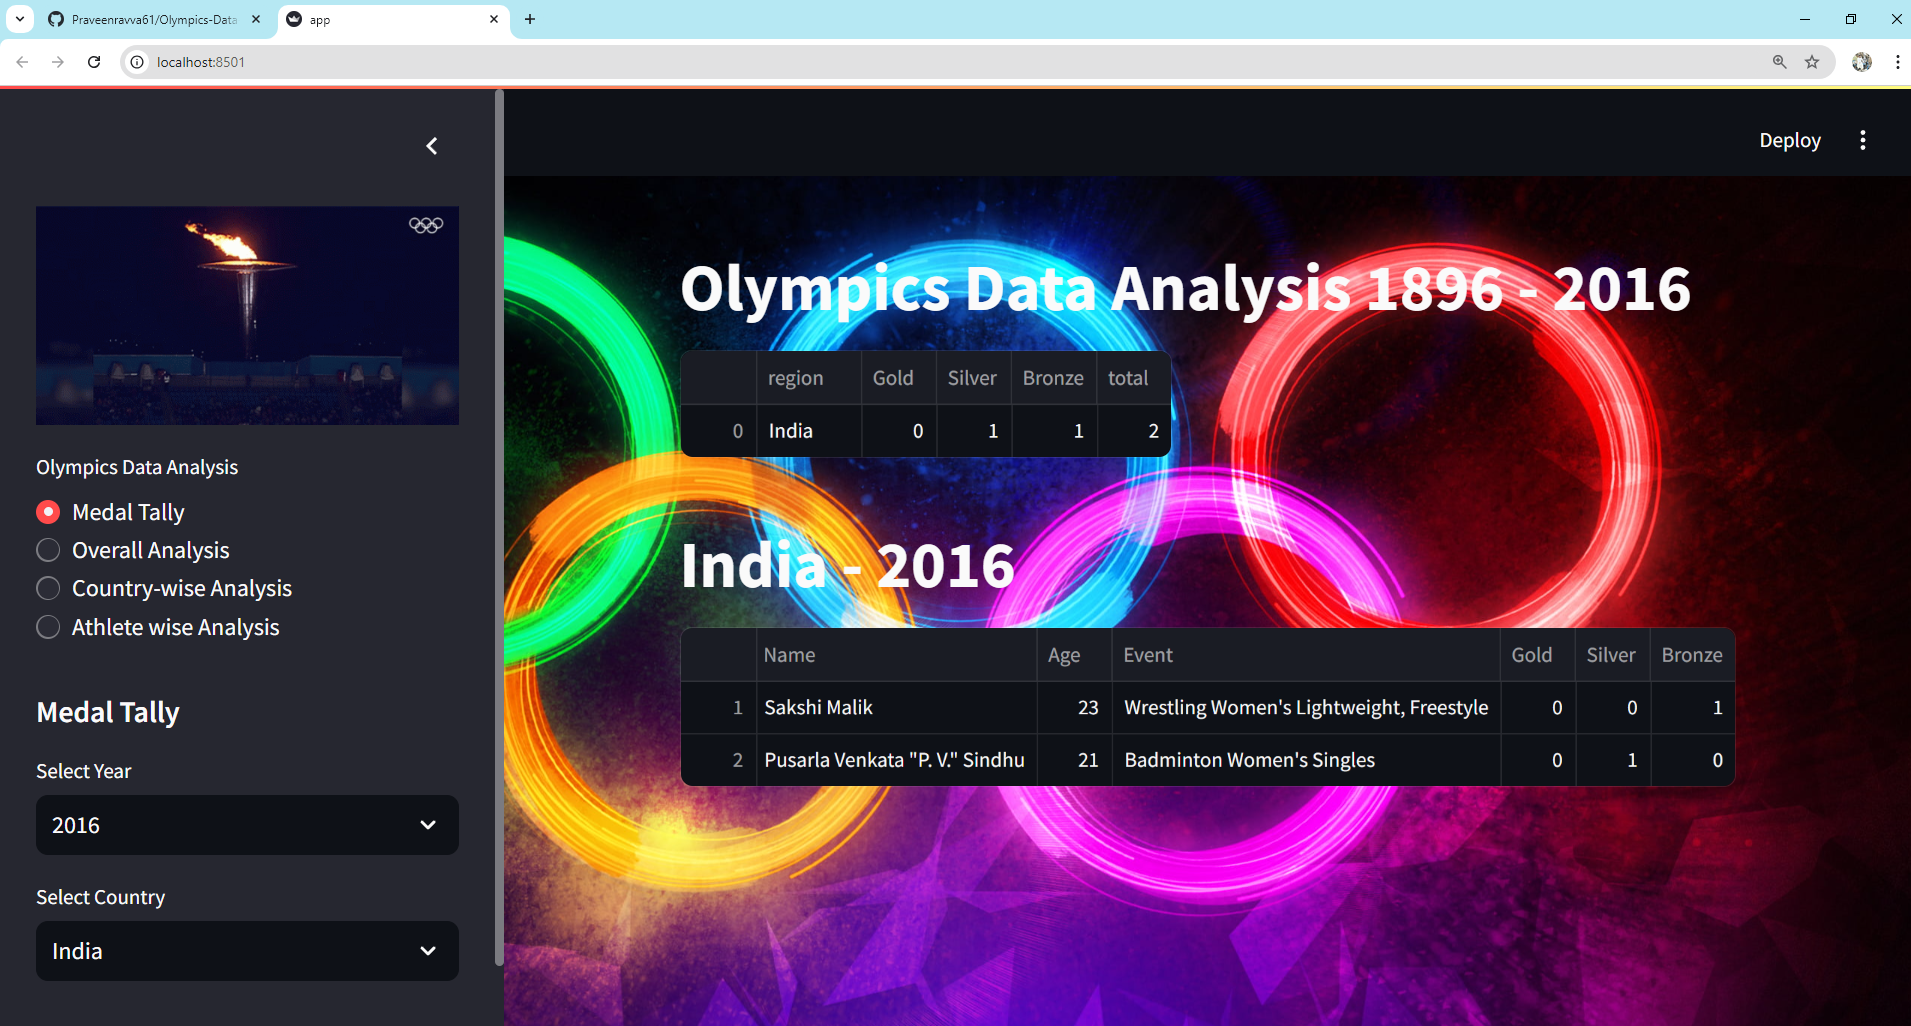 Praveenravva61/Olympics-Data
app
localhost:8501
Deploy
Olympics Data Analysis
Medal Tally
Overall Analysis
Country-wise Analysis
Athlete wise Analysis
Medal Tally
Select Year
2016
Select Country
India
Olympics Data Analysis 1896 - 2016
region Gold Silver Bronze total
0 India 0 1 1 2
India - 2016
Name Age Event Gold Silver Bronze
1 Sakshi Malik 23 Wrestling Women's Lightweight, Freestyle 0 0 1
2 Pusarla Venkata "P. V." Sindhu 21 Badminton Women's Singles 0 1 0